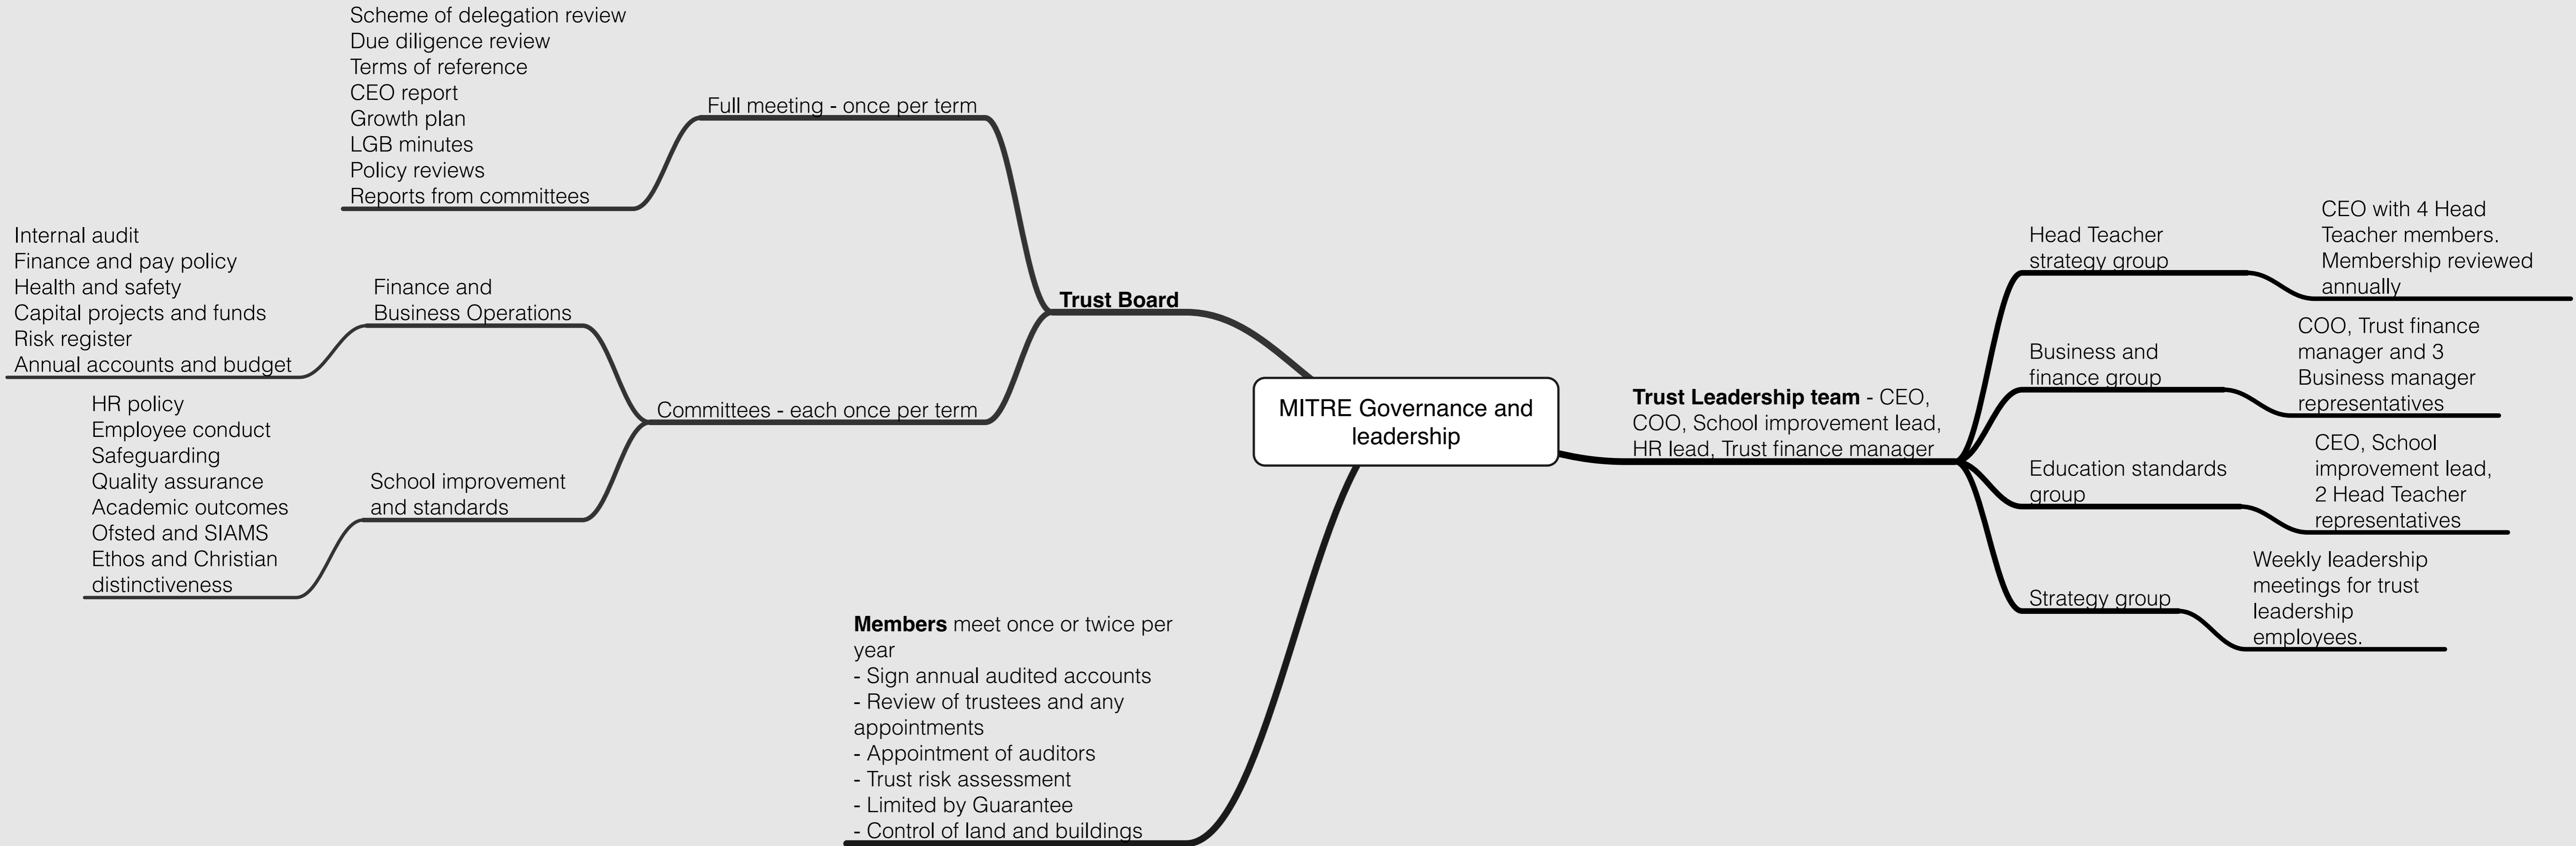 Scheme of delegation review
Due diligence review
Terms of reference
CEO report
Growth plan
LGB minutes
Policy reviews
Reports from committees
Full meeting - once per term
Internal audit
Finance and pay policy
Health and safety
Capital projects and funds
Risk register
Annual accounts and budget
Finance and
Business Operations
HR policy
Employee conduct
Safeguarding
Quality assurance
Academic outcomes
Ofsted and SIAMS
Ethos and Christian
distinctiveness
School improvement
and standards
Committees - each once per term
Trust Board
Members meet once or twice per
year
- Sign annual audited accounts
- Review of trustees and any
appointments
- Appointment of auditors
- Trust risk assessment
- Limited by Guarantee
- Control of land and buildings
MITRE Governance and
leadership
Trust Leadership team - CEO,
COO, School improvement lead,
HR lead, Trust finance manager
Head Teacher
strategy group
CEO with 4 Head
Teacher members.
Membership reviewed
annually
Business and
finance group
COO, Trust finance
manager and 3
Business manager
representatives
Education standards
group
CEO, School
improvement lead,
2 Head Teacher
representatives
Strategy group
Weekly leadership
meetings for trust
leadership
employees.